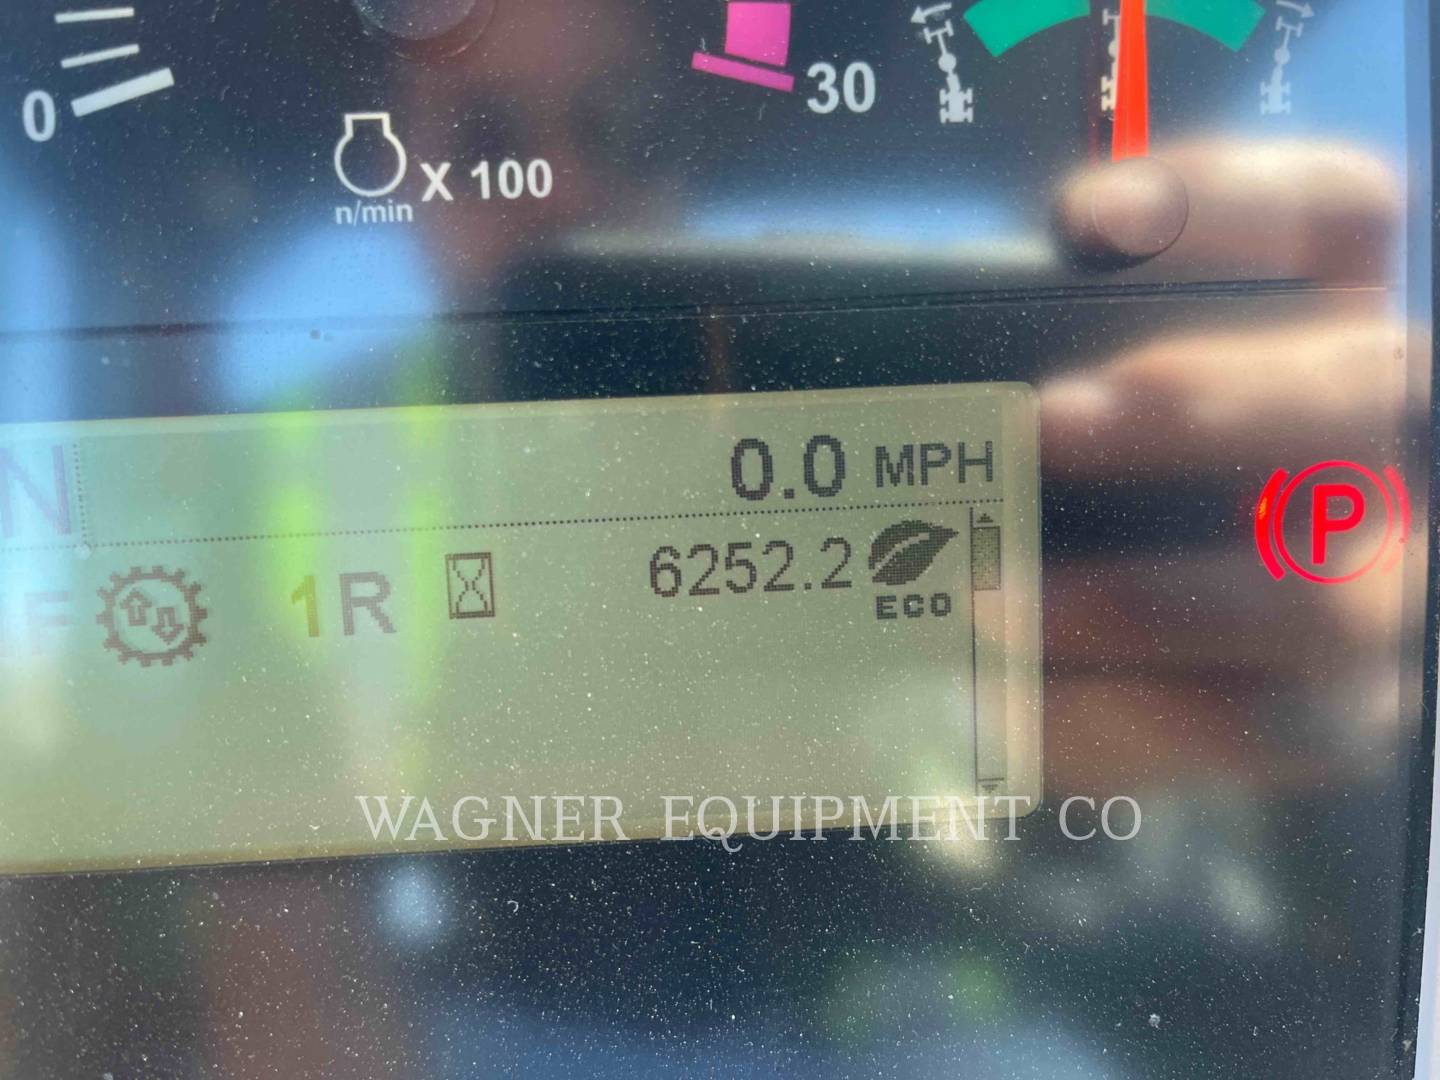 0
30
X 100
n/min
N
0.0 MPH
F 1R 6252.2
ECO
P
WAGNER EQUIPMENT CO